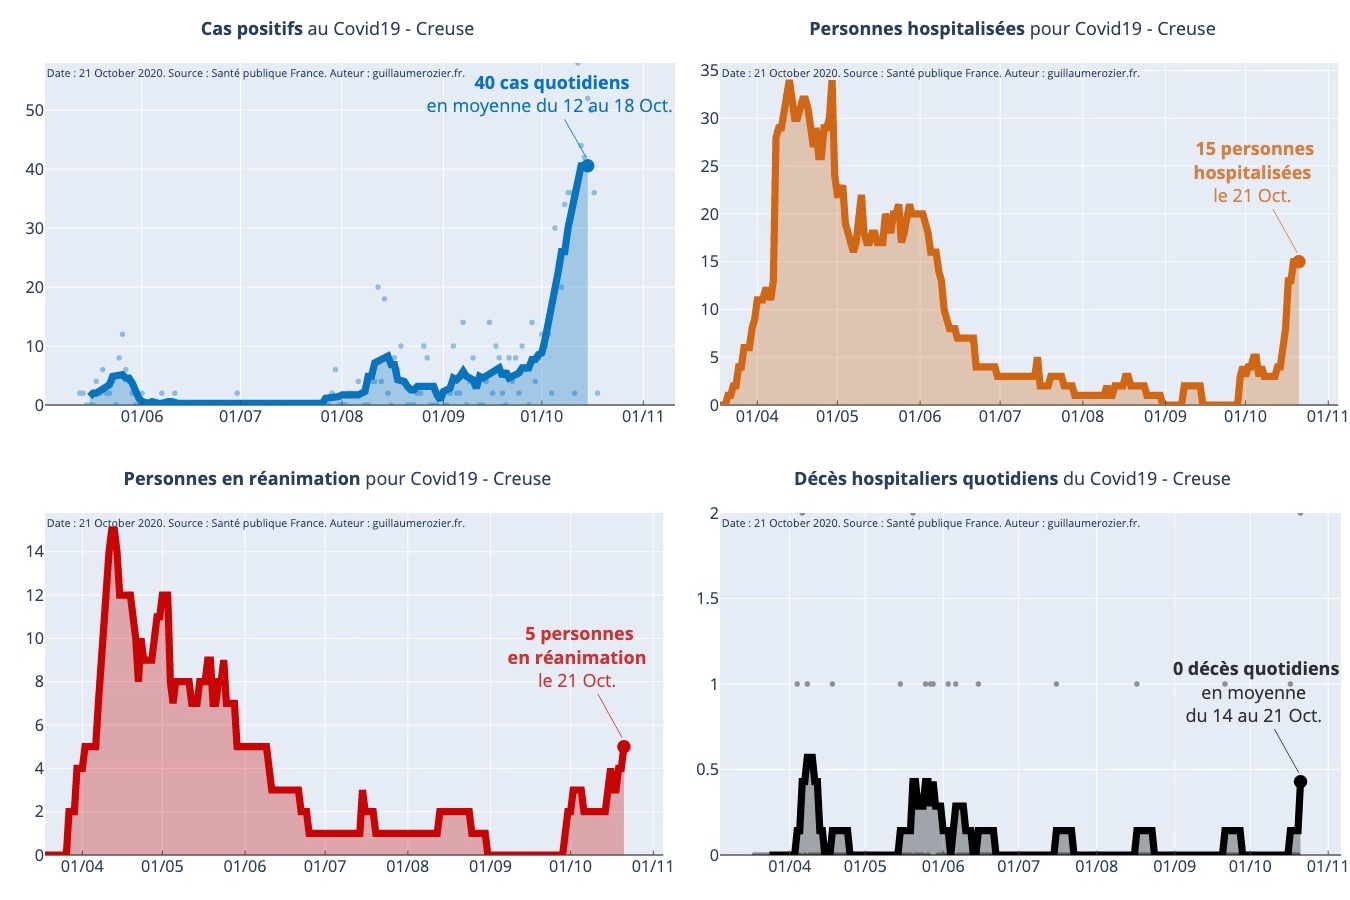 Cas positifs au Covid19 - Creuse
Date : 21 October 2020. Source : Santé publique France. Auteur : guillaumerozier.fr.
40 cas quotidiens
en moyenne du 12 au 18 Oct.
50
40
30
20
10
0
01/06 01/07 01/08 01/09 01/10 01/11
Personnes hospitalisées pour Covid19 - Creuse
Date : 21 October 2020. Source : Santé publique France. Auteur : guillaumerozier.fr.
15 personnes
hospitalisées
le 21 Oct.
35
30
25
20
15
10
5
0
01/04 01/05 01/06 01/07 01/08 01/09 01/10 01/11
Personnes en réanimation pour Covid19 - Creuse
Date : 21 October 2020. Source : Santé publique France. Auteur : guillaumerozier.fr.
5 personnes
en réanimation
le 21 Oct.
14
12
10
8
6
4
2
0
01/04 01/05 01/06 01/07 01/08 01/09 01/10 01/11
Décès hospitaliers quotidiens du Covid19 - Creuse
Date : 21 October 2020. Source : Santé publique France. Auteur : guillaumerozier.fr.
0 décès quotidiens
en moyenne
du 14 au 21 Oct.
2
1.5
1
0.5
0
01/04 01/05 01/06 01/07 01/08 01/09 01/10 01/11